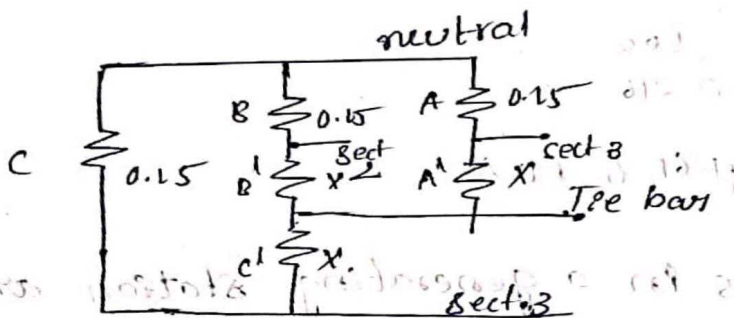 neutral
B 0.15 A 0.15
C 0.15 Sect 2 sect 3
B' X A' X
Tie bar
C' X.
Sect.3